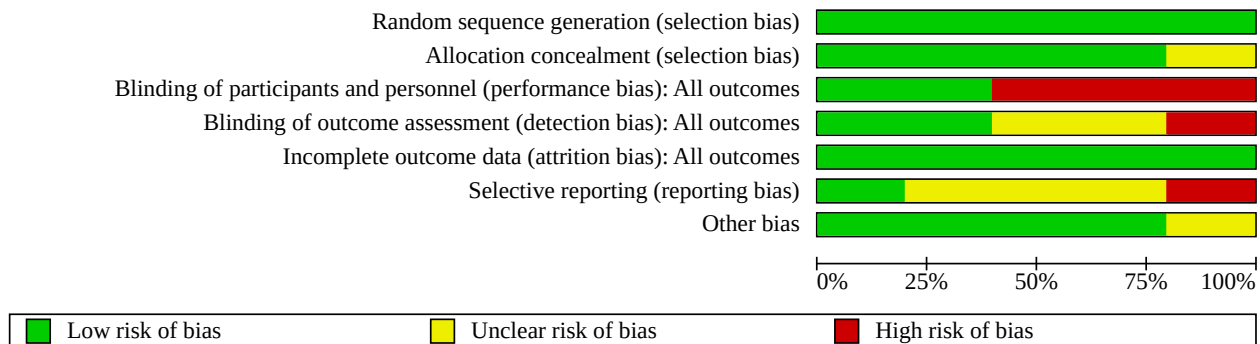 Random sequence generation (selection bias)
Allocation concealment (selection bias)
Blinding of participants and personnel (performance bias): All outcomes
Blinding of outcome assessment (detection bias): All outcomes
Incomplete outcome data (attrition bias): All outcomes
Selective reporting (reporting bias)
Other bias
0% 25% 50% 75% 100%
Low risk of bias Unclear risk of bias High risk of bias